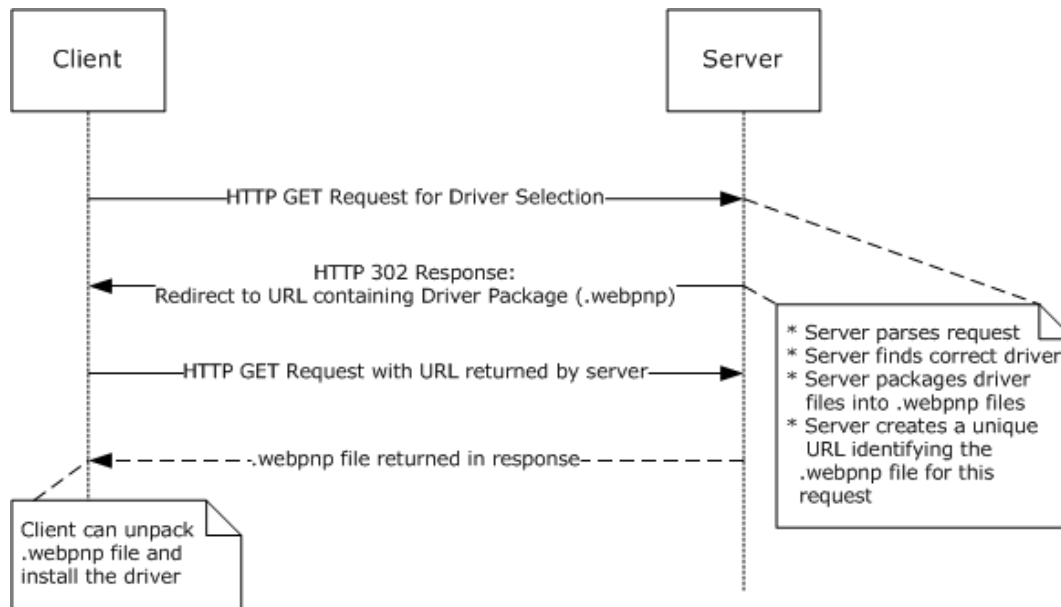 Client
Server
HTTP GET Request for Driver Selection
HTTP 302 Response:
Redirect to URL containing Driver Package (.webpnp)
* Server parses request
* Server finds correct driver
* Server packages driver
files into .webpnp files
* Server creates a unique
URL identifying the
.webpnp file for this
request
HTTP GET Request with URL returned by server
.webpnp file returned in response
Client can unpack
.webpnp file and
install the driver